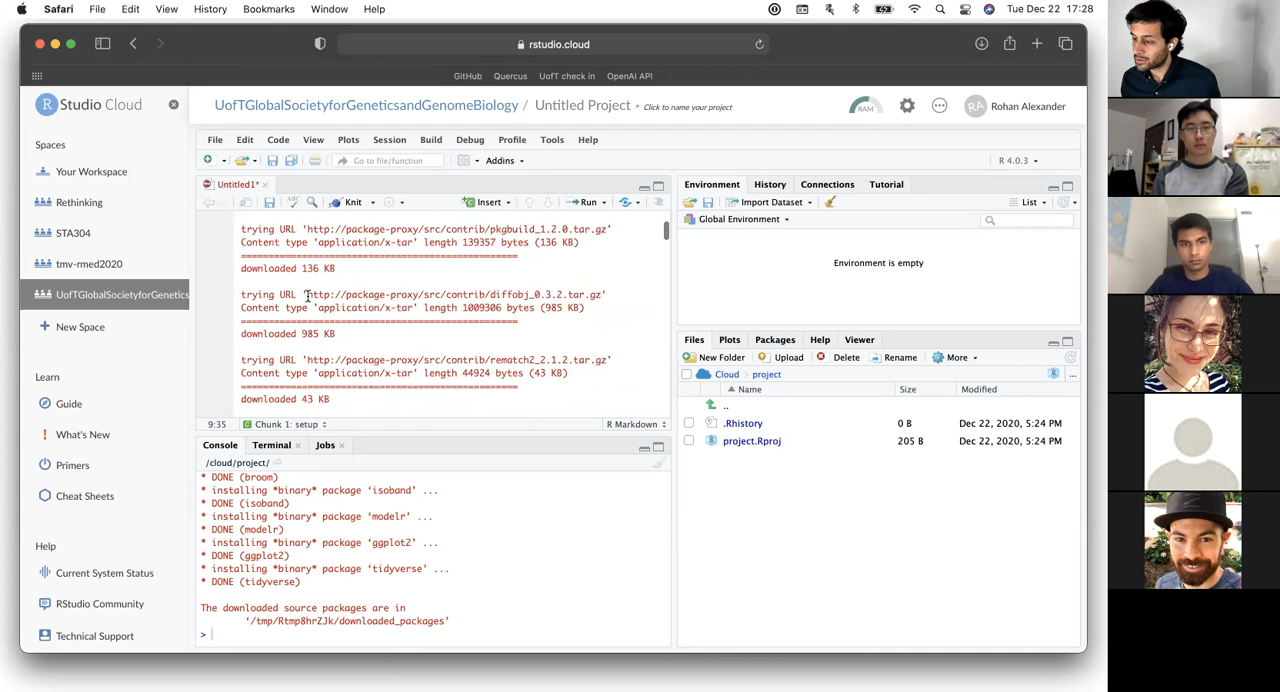 Safari File Edit View History Bookmarks Window Help Tue Dec 22 17:28
rstudio.cloud
GitHub Quercus UofT check in OpenAI API
R Studio Cloud
UofTGlobalSocietyforGeneticsandGenomeBiology / Untitled Project • Click to name your project
RAM
RA Rohan Alexander
Spaces
Your Workspace
Rethinking
STA304
tmv-rmed2020
UofTGlobalSocietyforGenetics
New Space
Learn
Guide
What's New
Primers
Cheat Sheets
Help
Current System Status
RStudio Community
Technical Support
File Edit Code View Plots Session Build Debug Profile Tools Help
Go to file/function Addins R 4.0.3
Untitled1*
ABC Knit Insert Run
trying URL 'http://package-proxy/src/contrib/pkgbuild_1.2.0.tar.gz'
Content type 'application/x-tar' length 139357 bytes (136 KB)
==================================================
downloaded 136 KB
trying URL 'http://package-proxy/src/contrib/diffobj_0.3.2.tar.gz'
Content type 'application/x-tar' length 1009306 bytes (985 KB)
==================================================
downloaded 985 KB
trying URL 'http://package-proxy/src/contrib/rematch2_2.1.2.tar.gz'
Content type 'application/x-tar' length 44924 bytes (43 KB)
==================================================
downloaded 43 KB
9:35 C Chunk 1: setup R Markdown
Console Terminal Jobs
/cloud/project/
* DONE (broom)
* installing *binary* package ‘isoband’ ...
* DONE (isoband)
* installing *binary* package ‘modelr’ ...
* DONE (modelr)
* installing *binary* package ‘ggplot2’ ...
* DONE (ggplot2)
* installing *binary* package ‘tidyverse’ ...
* DONE (tidyverse)
The downloaded source packages are in
‘/tmp/Rtmp8hrZJk/downloaded_packages’
>
Environment History Connections Tutorial
Import Dataset List
Global Environment
Environment is empty
Files Plots Packages Help Viewer
New Folder Upload Delete Rename More
Cloud project
Name Size Modified
..
.Rhistory 0 B Dec 22, 2020, 5:24 PM
project.Rproj 205 B Dec 22, 2020, 5:24 PM